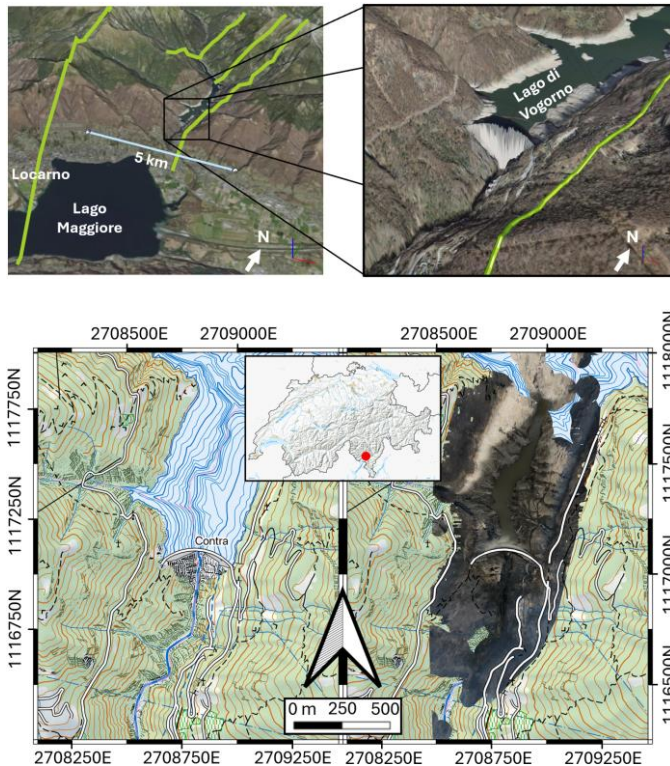 Locarno
Lago
Maggiore
5 km
N
Lago di
Vogorno
N
2708500E
2709000E
2708500E
2709000E
1117750N
1117250N
1116750N
Contra
1118000N
1117500N
1117000N
1116500N
0 m 250 500
2708250E
2708750E
2709250E
2708250E
2708750E
2709250E